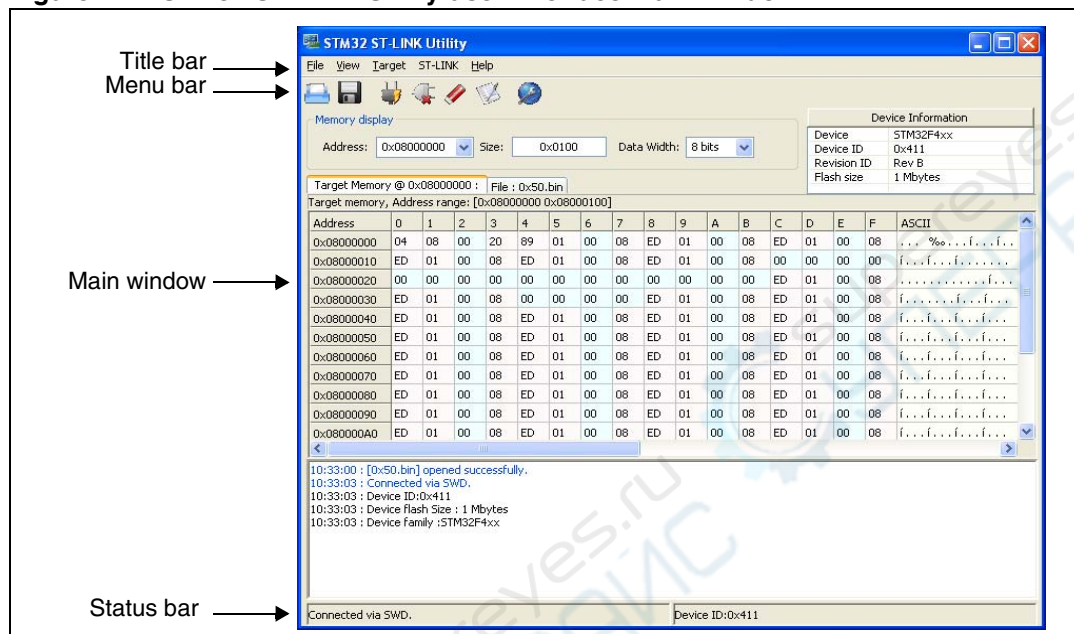 Title bar
Menu bar
Main window
Status bar
STM32 ST-LINK Utility
File View Target ST-LINK Help
Memory display
Address: 0x08000000 Size: 0x0100 Data Width: 8 bits
Device Information
Device STM32F4xx
Device ID 0x411
Revision ID Rev B
Flash size 1 Mbytes
Target Memory @ 0x08000000 : File : 0x50.bin
Target memory, Address range: [0x08000000 0x08000100]
Address 0 1 2 3 4 5 6 7 8 9 A B C D E F ASCII
0x08000000 04 08 00 20 89 01 00 08 ED 01 00 08 ED 01 00 08 ... ‰...í...í..
0x08000010 ED 01 00 08 ED 01 00 08 ED 01 00 08 00 00 00 00 í...í...í.......
0x08000020 00 00 00 00 00 00 00 00 00 00 00 00 ED 01 00 08 ............í...
0x08000030 ED 01 00 08 00 00 00 00 ED 01 00 08 ED 01 00 08 í.......í...í...
0x08000040 ED 01 00 08 ED 01 00 08 ED 01 00 08 ED 01 00 08 í...í...í...í...
0x08000050 ED 01 00 08 ED 01 00 08 ED 01 00 08 ED 01 00 08 í...í...í...í...
0x08000060 ED 01 00 08 ED 01 00 08 ED 01 00 08 ED 01 00 08 í...í...í...í...
0x08000070 ED 01 00 08 ED 01 00 08 ED 01 00 08 ED 01 00 08 í...í...í...í...
0x08000080 ED 01 00 08 ED 01 00 08 ED 01 00 08 ED 01 00 08 í...í...í...í...
0x08000090 ED 01 00 08 ED 01 00 08 ED 01 00 08 ED 01 00 08 í...í...í...í...
0x080000A0 ED 01 00 08 ED 01 00 08 ED 01 00 08 ED 01 00 08 í...í...í...í...
10:33:00 : [0x50.bin] opened successfully.
10:33:03 : Connected via SWD.
10:33:03 : Device ID:0x411
10:33:03 : Device flash Size : 1 Mbytes
10:33:03 : Device family :STM32F4xx
Connected via SWD. Device ID:0x411